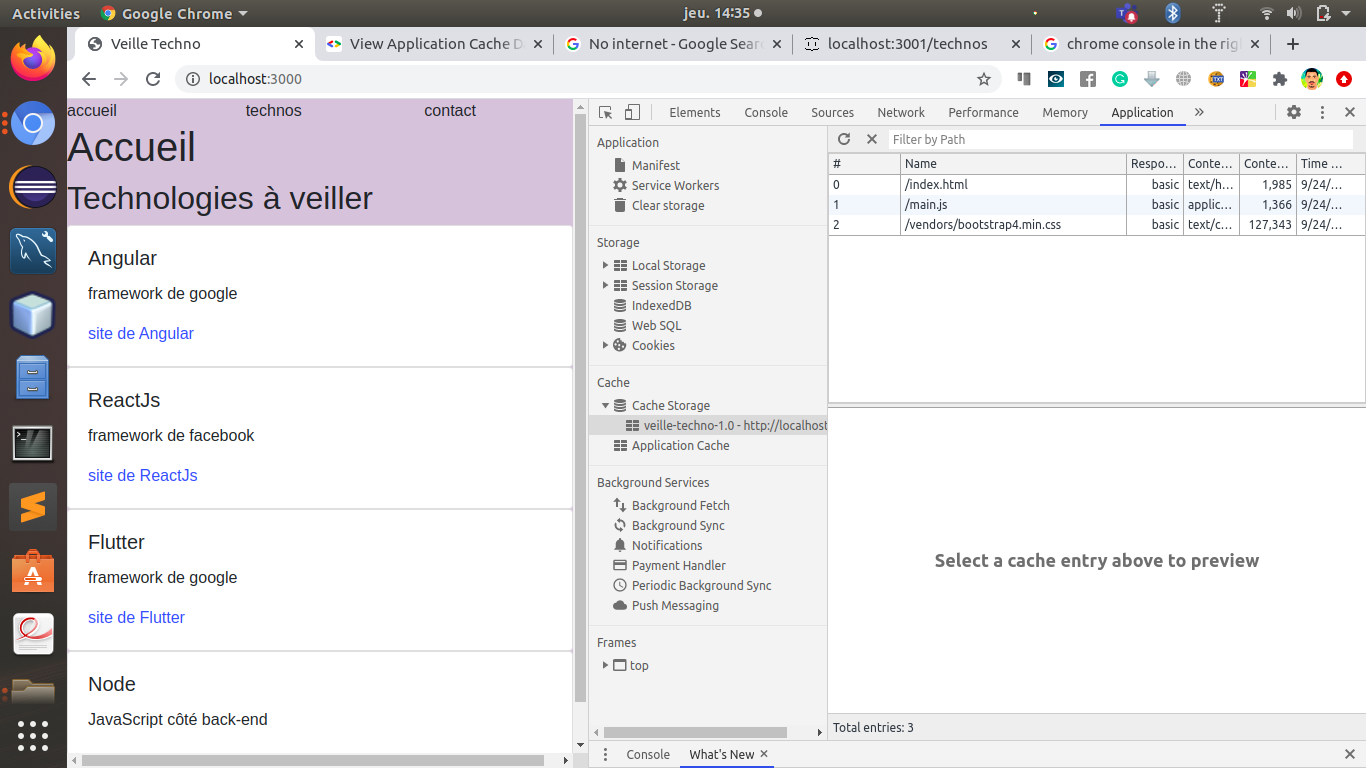 Activities Google Chrome jeu. 14:35
Veille Techno View Application Cache D No internet - Google Sear localhost:3001/technos chrome console in the rig
localhost:3000
accueil technos contact
Accueil
Technologies à veiller
Angular
framework de google
site de Angular
ReactJs
framework de facebook
site de ReactJs
Flutter
framework de google
site de Flutter
Node
JavaScript côté back-end
Elements Console Sources Network Performance Memory Application
Application
Manifest
Service Workers
Clear storage
Storage
Local Storage
Session Storage
IndexedDB
Web SQL
Cookies
Cache
Cache Storage
veille-techno-1.0 - http://localhost
Application Cache
Background Services
Background Fetch
Background Sync
Notifications
Payment Handler
Periodic Background Sync
Push Messaging
Frames
top
Filter by Path
# Name Respo... Conte... Conte... Time ...
0 /index.html basic text/h... 1,985 9/24/...
1 /main.js basic applic... 1,366 9/24/...
2 /vendors/bootstrap4.min.css basic text/c... 127,343 9/24/...
Select a cache entry above to preview
Total entries: 3
Console What's New